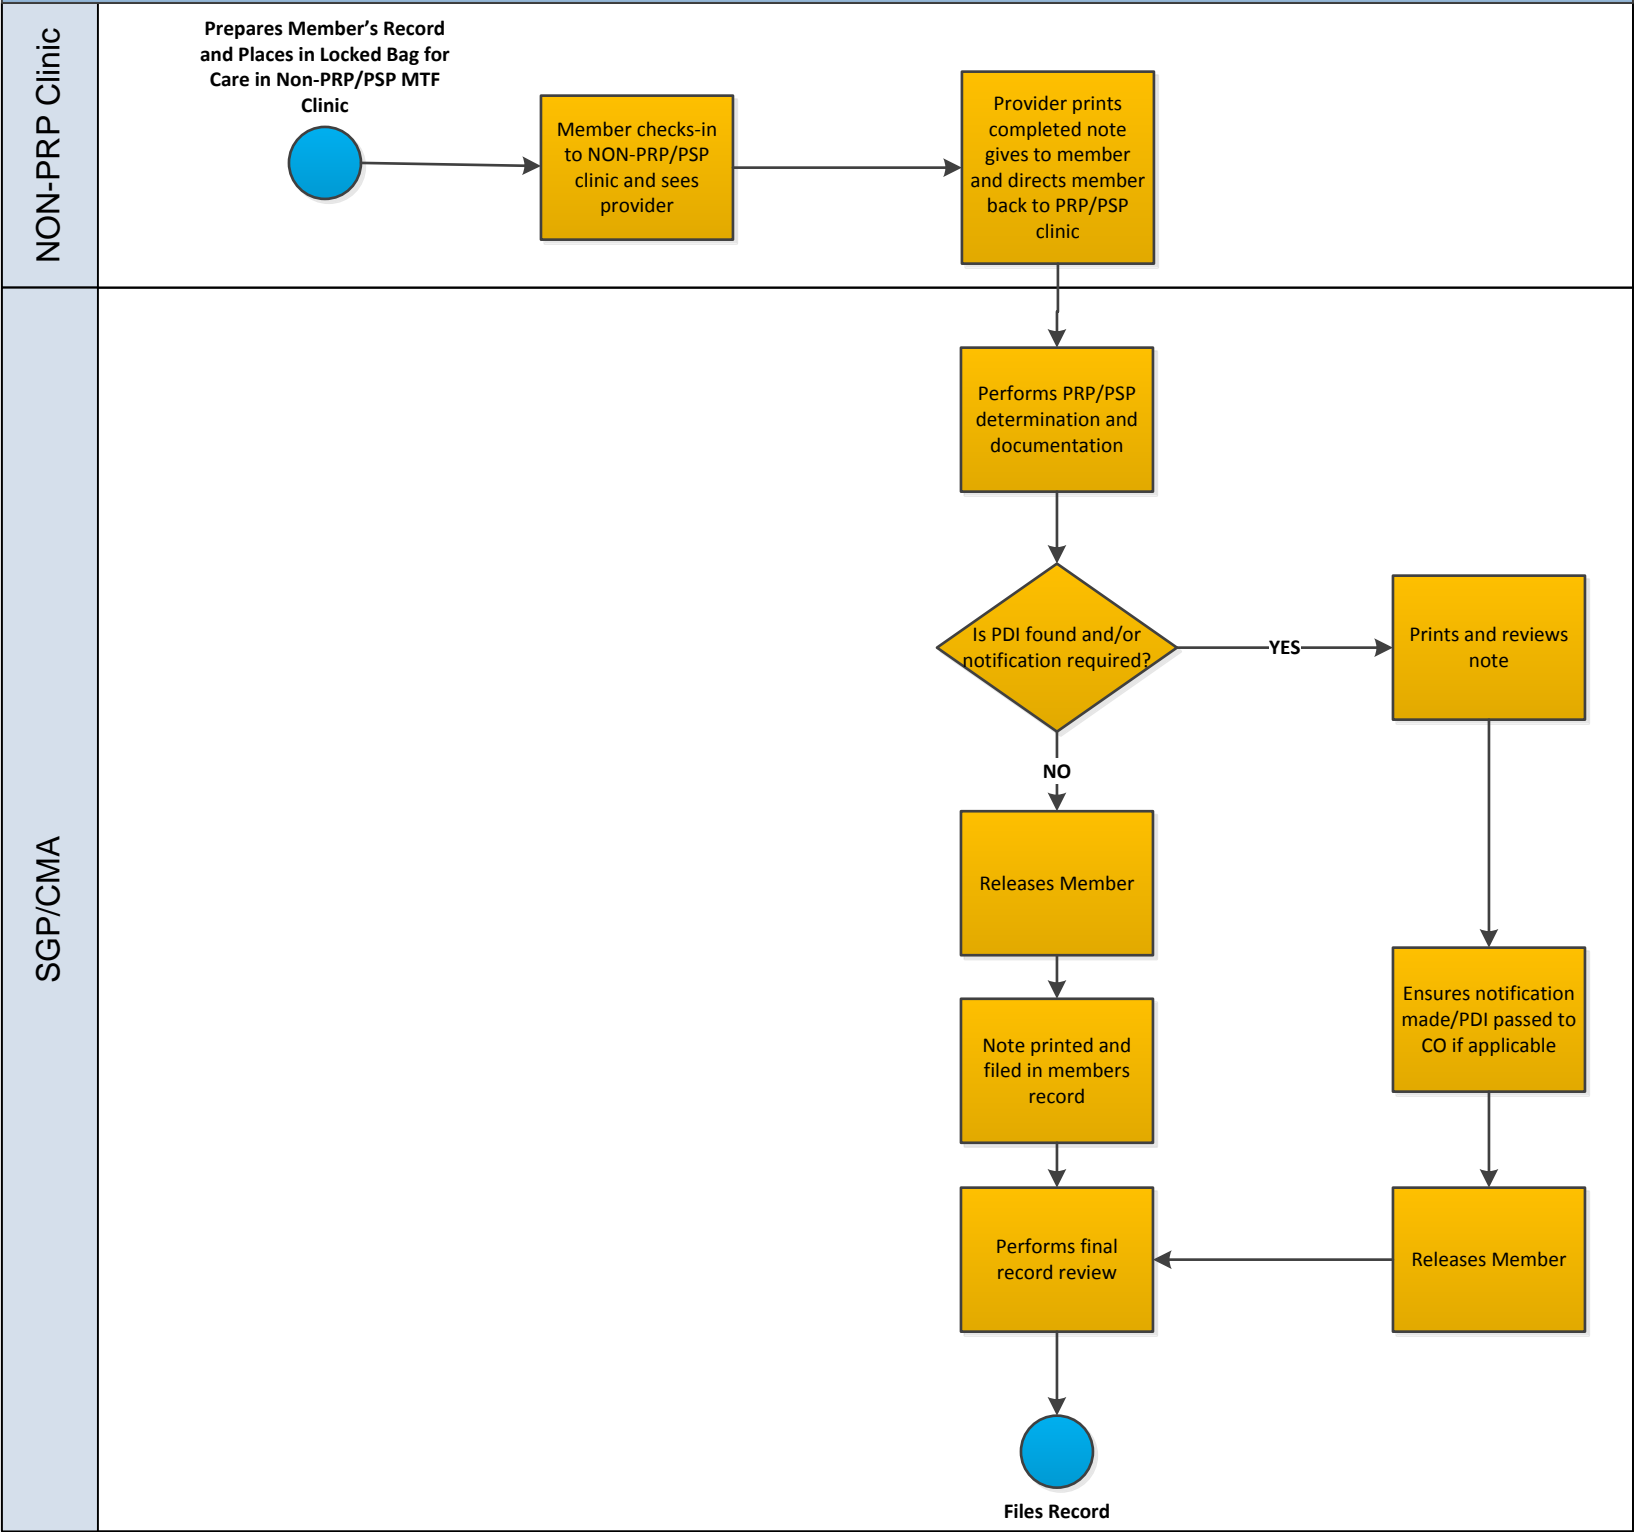 NON-PRP Clinic
Prepares Member’s Record
and Places in Locked Bag for
Care in Non-PRP/PSP MTF
Clinic
Member checks-in
to NON-PRP/PSP
clinic and sees
provider
Provider prints
completed note
gives to member
and directs member
back to PRP/PSP
clinic
SGP/CMA
Performs PRP/PSP
determination and
documentation
Is PDI found and/or
notification required?
YES
Prints and reviews
note
NO
Releases Member
Ensures notification
made/PDI passed to
CO if applicable
Note printed and
filed in members
record
Performs final
record review
Releases Member
Files Record